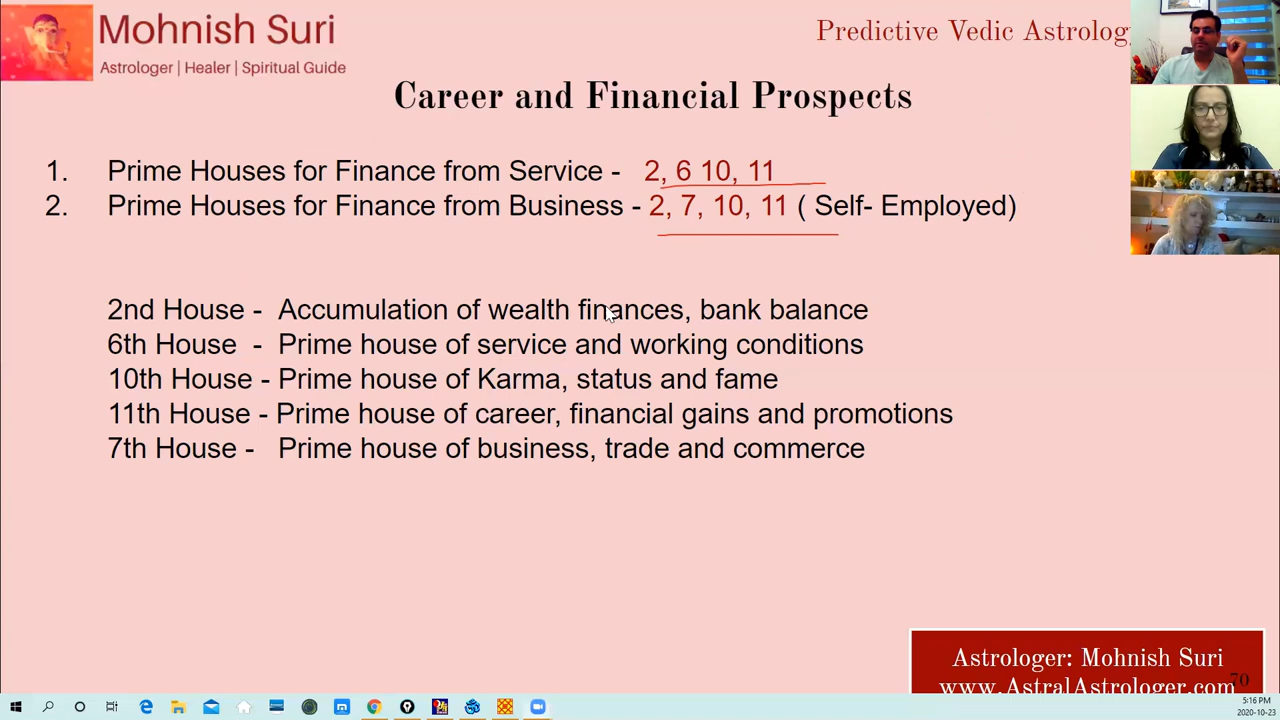 Mohnish Suri
Astrologer | Healer | Spiritual Guide
Predictive Vedic Astrology
Career and Financial Prospects
1. Prime Houses for Finance from Service - 2, 6 10, 11
2. Prime Houses for Finance from Business - 2, 7, 10, 11 ( Self- Employed)
2nd House - Accumulation of wealth finances, bank balance
6th House - Prime house of service and working conditions
10th House - Prime house of Karma, status and fame
11th House - Prime house of career, financial gains and promotions
7th House - Prime house of business, trade and commerce
Astrologer: Mohnish Suri
www.AstralAstrologer.com
70
5:16 PM
2020-10-23